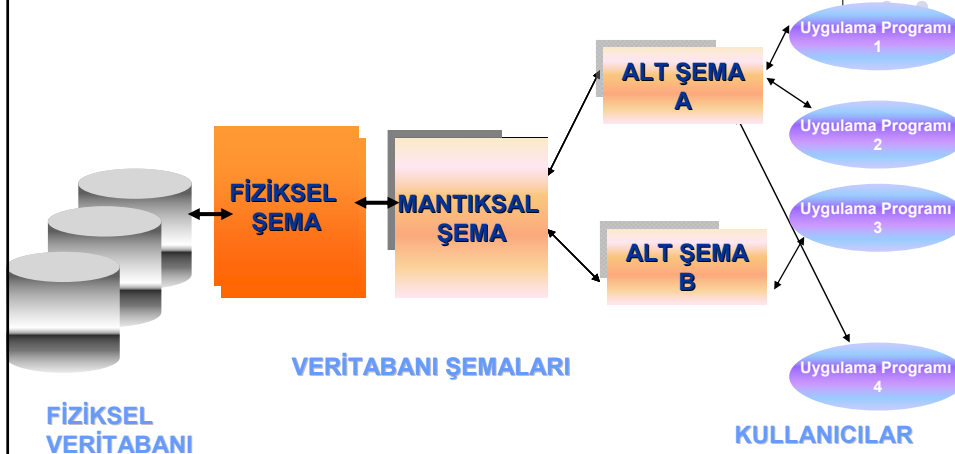 Uygulama Programı
1
ALT ŞEMA
A
Uygulama Programı
2
FİZİKSEL
ŞEMA
MANTIKSAL
ŞEMA
Uygulama Programı
3
ALT ŞEMA
B
VERİTABANI ŞEMALARI
Uygulama Programı
4
FİZİKSEL
VERİTABANI
KULLANICILAR